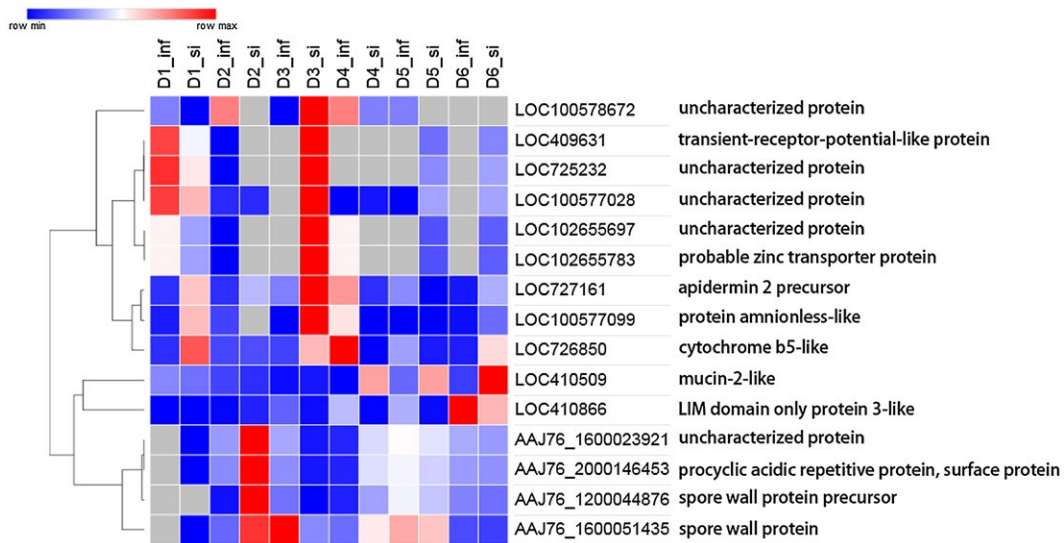 row min row max
D1_inf D1_si D2_inf D2_si D3_inf D3_si D4_inf D4_si D5_inf D5_si D6_inf D6_si
LOC100578672 uncharacterized protein
LOC409631 transient-receptor-potential-like protein
LOC725232 uncharacterized protein
LOC100577028 uncharacterized protein
LOC102655697 uncharacterized protein
LOC102655783 probable zinc transporter protein
LOC727161 apidermin 2 precursor
LOC100577099 protein amnionless-like
LOC726850 cytochrome b5-like
LOC410509 mucin-2-like
LOC410866 LIM domain only protein 3-like
AAJ76_1600023921 uncharacterized protein
AAJ76_2000146453 procyclic acidic repetitive protein, surface protein
AAJ76_1200044876 spore wall protein precursor
AAJ76_1600051435 spore wall protein